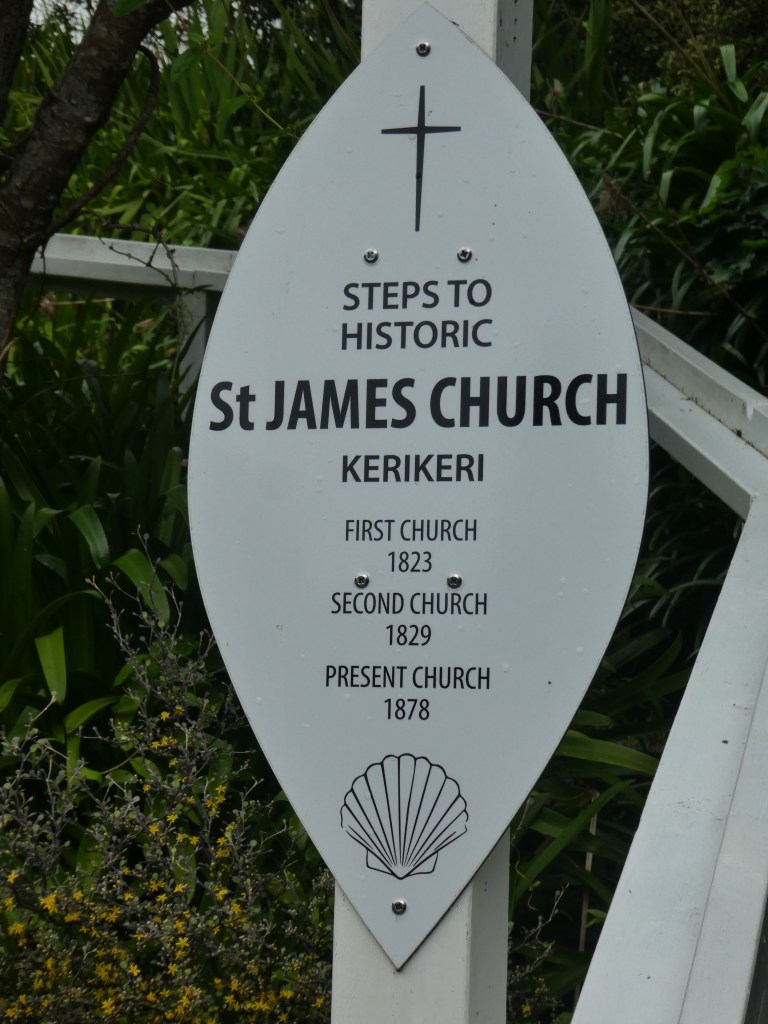 STEPS TO
HISTORIC
St JAMES CHURCH
KERIKERI
FIRST CHURCH
1823
SECOND CHURCH
1829
PRESENT CHURCH
1878